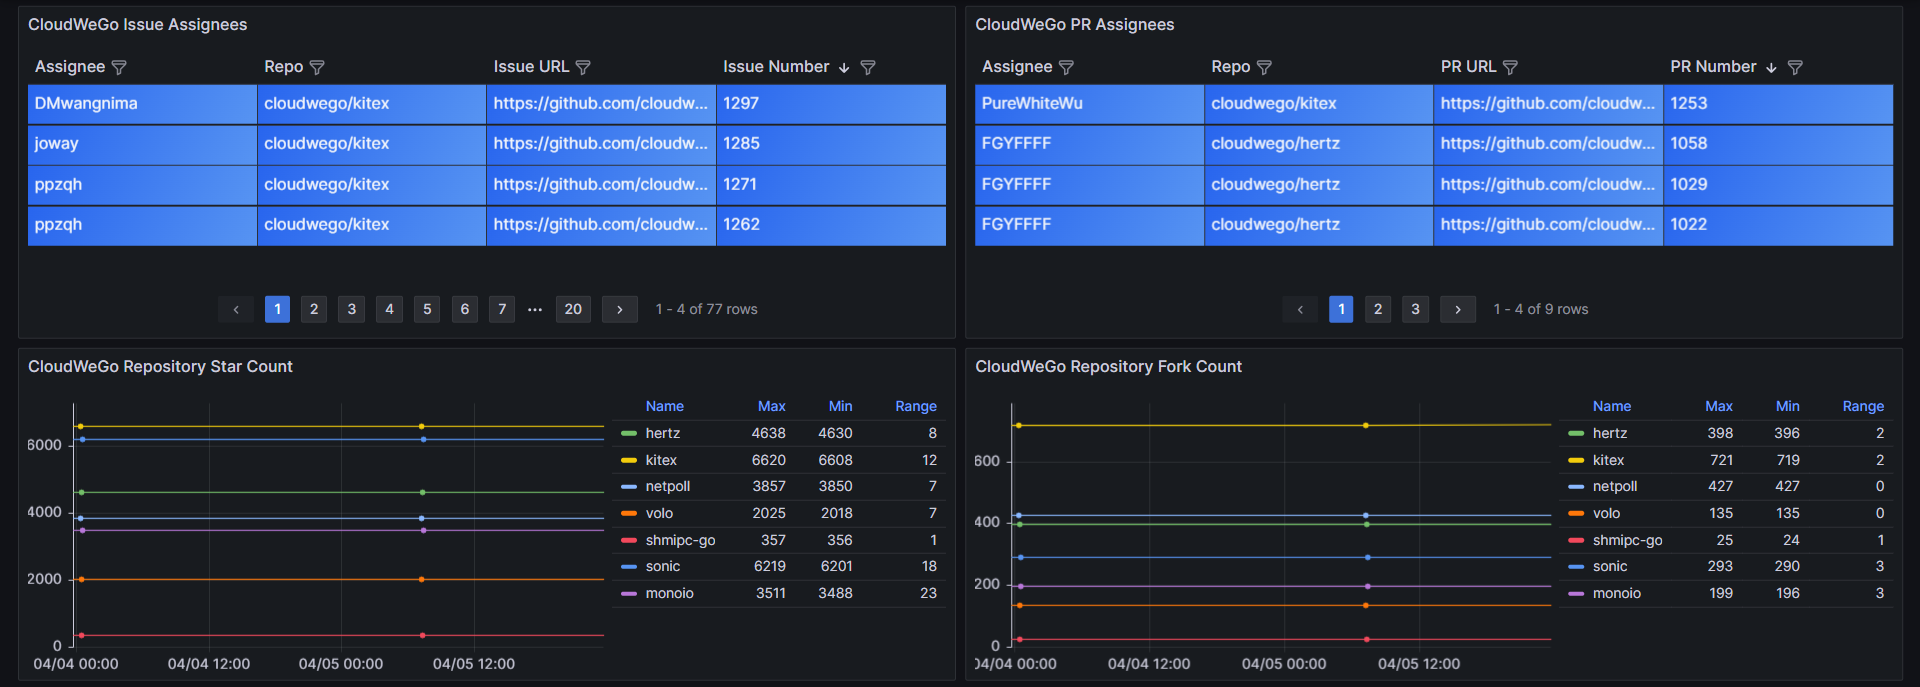 CloudWeGo Issue Assignees
Assignee Repo Issue URL Issue Number
DMwangnima cloudwego/kitex https://github.com/cloudw... 1297
joway cloudwego/kitex https://github.com/cloudw... 1285
ppzqh cloudwego/kitex https://github.com/cloudw... 1271
ppzqh cloudwego/kitex https://github.com/cloudw... 1262
1 2 3 4 5 6 7 ... 20 1 - 4 of 77 rows
CloudWeGo PR Assignees
Assignee Repo PR URL PR Number
PureWhiteWu cloudwego/kitex https://github.com/cloudw... 1253
FGYFFFF cloudwego/hertz https://github.com/cloudw... 1058
FGYFFFF cloudwego/hertz https://github.com/cloudw... 1029
FGYFFFF cloudwego/hertz https://github.com/cloudw... 1022
1 2 3 1 - 4 of 9 rows
CloudWeGo Repository Star Count
6000
4000
2000
0
04/04 00:00 04/04 12:00 04/05 00:00 04/05 12:00
Name Max Min Range
hertz 4638 4630 8
kitex 6620 6608 12
netpoll 3857 3850 7
volo 2025 2018 7
shmipc-go 357 356 1
sonic 6219 6201 18
monoio 3511 3488 23
CloudWeGo Repository Fork Count
600
400
200
0
04/04 00:00 04/04 12:00 04/05 00:00 04/05 12:00
Name Max Min Range
hertz 398 396 2
kitex 721 719 2
netpoll 427 427 0
volo 135 135 0
shmipc-go 25 24 1
sonic 293 290 3
monoio 199 196 3